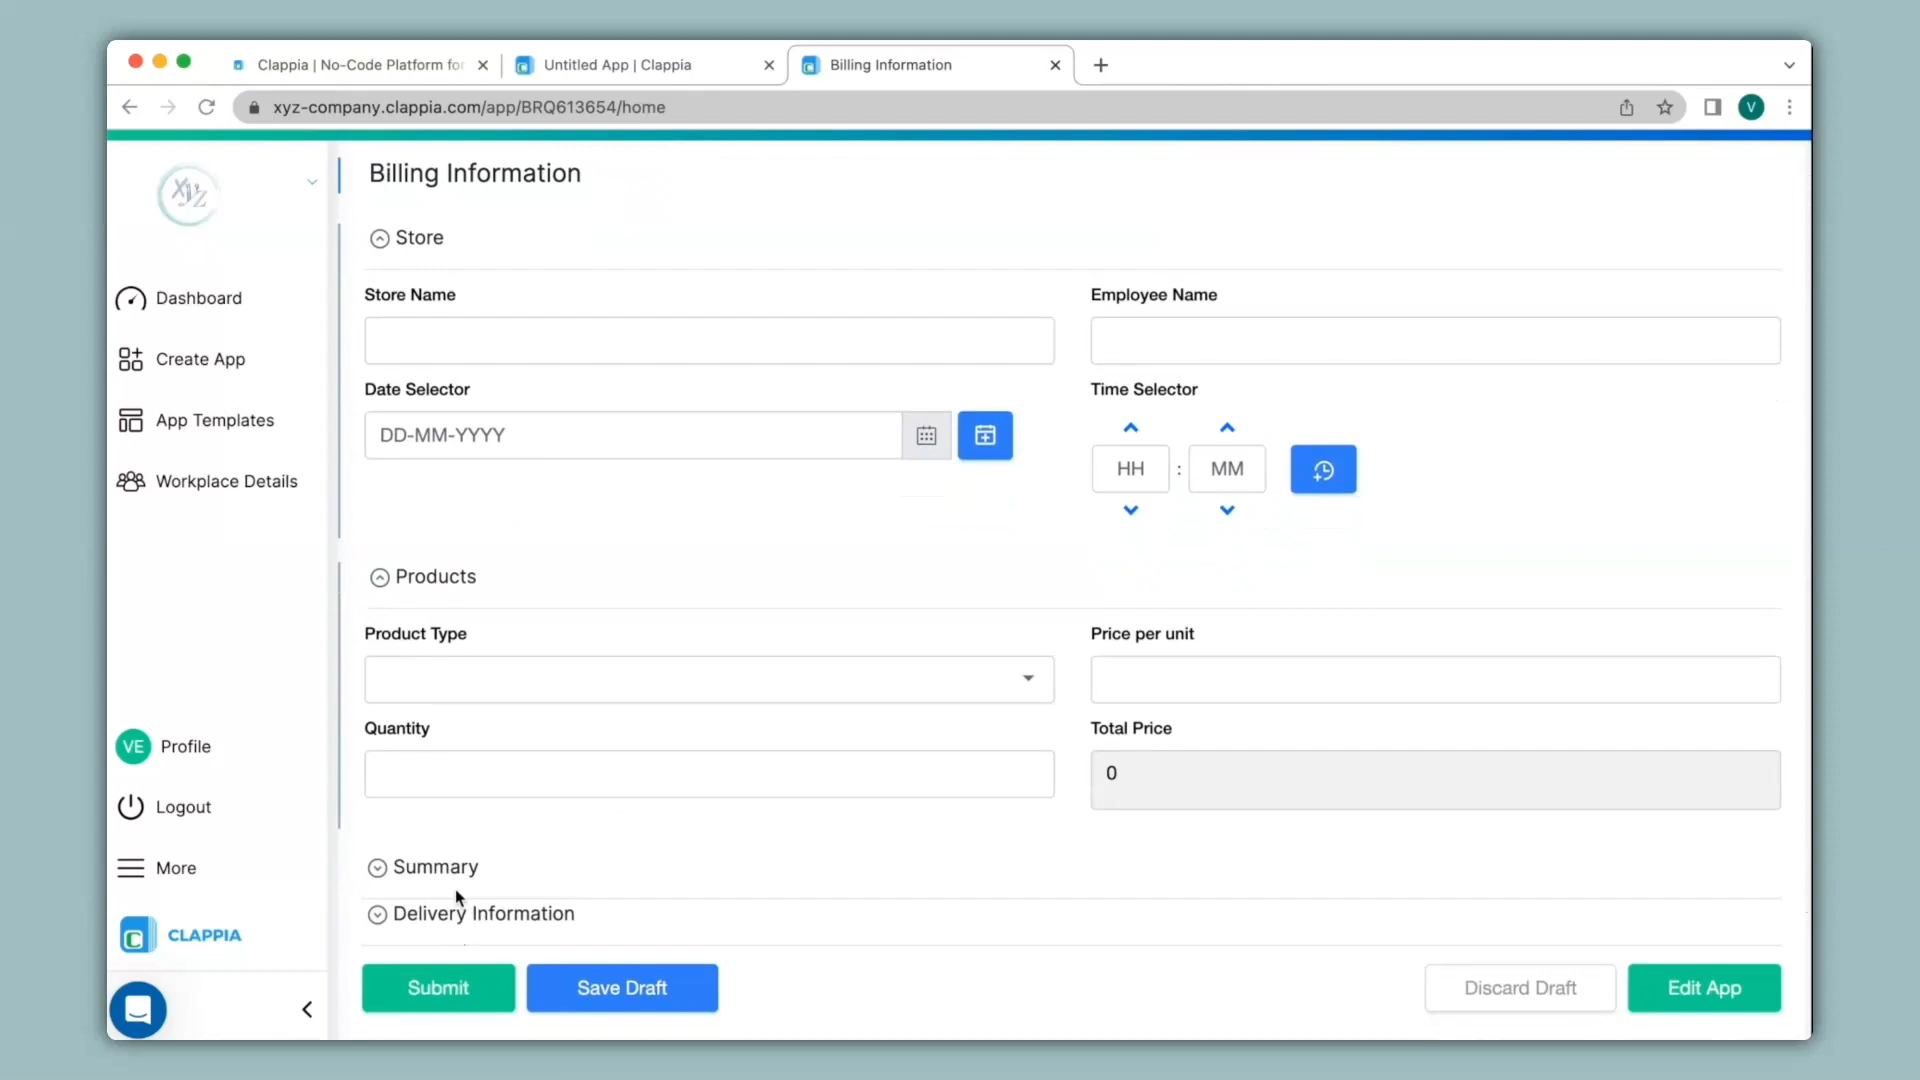 Clappia | No-Code Platform for
Untitled App | Clappia
Billing Information
xyz-company.clappia.com/app/BRQ613654/home
V
xyz
Billing Information
Store
Store Name
Employee Name
Date Selector
Time Selector
DD-MM-YYYY
HH : MM
Dashboard
Create App
App Templates
Workplace Details
Products
Product Type
Price per unit
Quantity
Total Price
0
VE Profile
Logout
More
CLAPPIA
Summary
Delivery Information
Submit
Save Draft
Discard Draft
Edit App